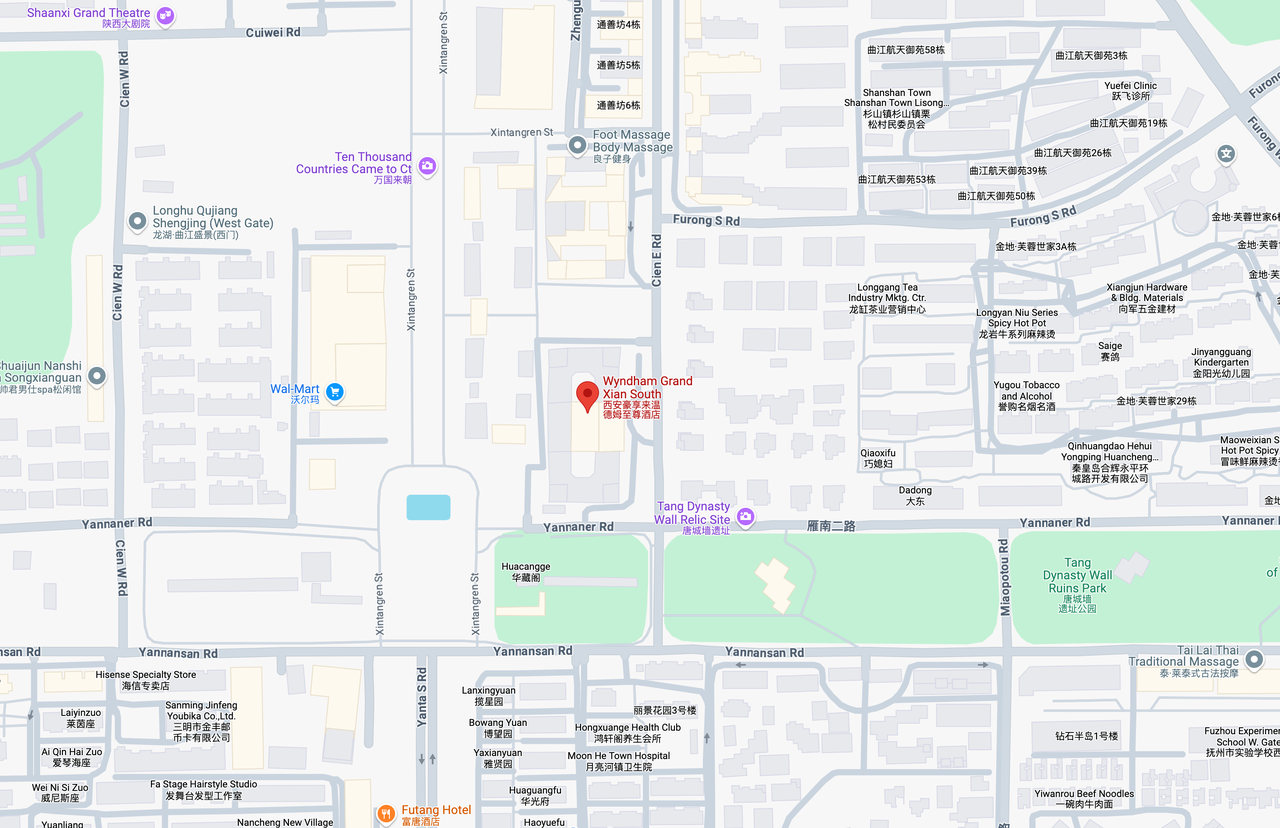 Shaanxi Grand Theatre
陕西大剧院
Cuiwei Rd
Cien W Rd
Xintangren St
通善坊4栋
通善坊5栋
通善坊6栋
曲江航天御苑58栋
曲江航天御苑3栋
Yuefei Clinic
跃飞诊所
Shanshan Town
Shanshan Town Lisong...
杉山镇杉山镇栗
松村民委员会
曲江航天御苑19栋
Furong S Rd
Xintangren St
Foot Massage
Body Massage
良子健身
Ten Thousand
Countries Came to Ct
万国来朝
曲江航天御苑26栋
曲江航天御苑39栋
曲江航天御苑53栋
曲江航天御苑50栋
Longhu Qujiang
Shengjing (West Gate)
龙湖·曲江盛景(西门)
Furong S Rd
金地·芙蓉世家3A栋
Cien E Rd
Cien W Rd
Xintangren St
Longgang Tea
Industry Mktg. Ctr.
龙缸茶业营销中心
Xiangjun Hardware
& Bldg. Materials
向军五金建材
Longyan Niu Series
Spicy Hot Pot
龙岩牛系列麻辣烫
Saige
赛鸽
Jinyangguang
Kindergarten
金阳光幼儿园
Shuaijun Nanshi
Songxianguan
帅君男仕spa松闲馆
Wal-Mart
沃尔玛
Wyndham Grand
Xian South
西安豪享来温
德姆至尊酒店
Yugou Tobacco
and Alcohol
誉购名烟名酒
金地·芙蓉世家29栋
Qiaoxifu
巧媳妇
Qinhuangdao Hehui
Yongping Huancheng...
秦皇岛合辉永平环
城路开发有限公司
Maoweixian
Hot Pot Spicy
冒味鲜麻辣烫
Dadong
大东
Tang Dynasty
Wall Relic Site
唐城墙遗址
Yannaner Rd
Yannaner Rd
雁南二路
Yannaner Rd
Yannaner
Cien W Rd
Xintangren St
Xintangren St
Huacangge
华藏阁
Miaopotou Rd
Tang
Dynasty Wall
Ruins Park
唐城墙
遗址公园
of
Yannansan Rd
Yannansan Rd
Yannansan Rd
Tai Lai Thai
Traditional Massage
泰·莱泰式古法按摩
Hisense Specialty Store
海信专卖店
Yanta S Rd
Lanxingyuan
揽星园
Laiyinzuo
莱茵座
Sanming Jinfeng
Youbika Co.,Ltd.
三明市金丰邮
币卡有限公司
丽景花园3号楼
Bowang Yuan
博望园
Hongxuange Health Club
鸿轩阁养生会所
钻石半岛1号楼
Fuzhou Experimen
School W. Gate
抚州市实验学校西
Ai Qin Hai Zuo
爱琴海座
Yaxianyuan
雅贤园
Moon He Town Hospital
月亮河镇卫生院
Wei Ni Si Zuo
威尼斯座
Fa Stage Hairstyle Studio
发舞台发型工作室
Huaguangfu
华光府
Yiwanrou Beef Noodles
一碗肉牛肉面
Futang Hotel
富唐酒店
Yuanliang
Nancheng New Village
Haoyuefu